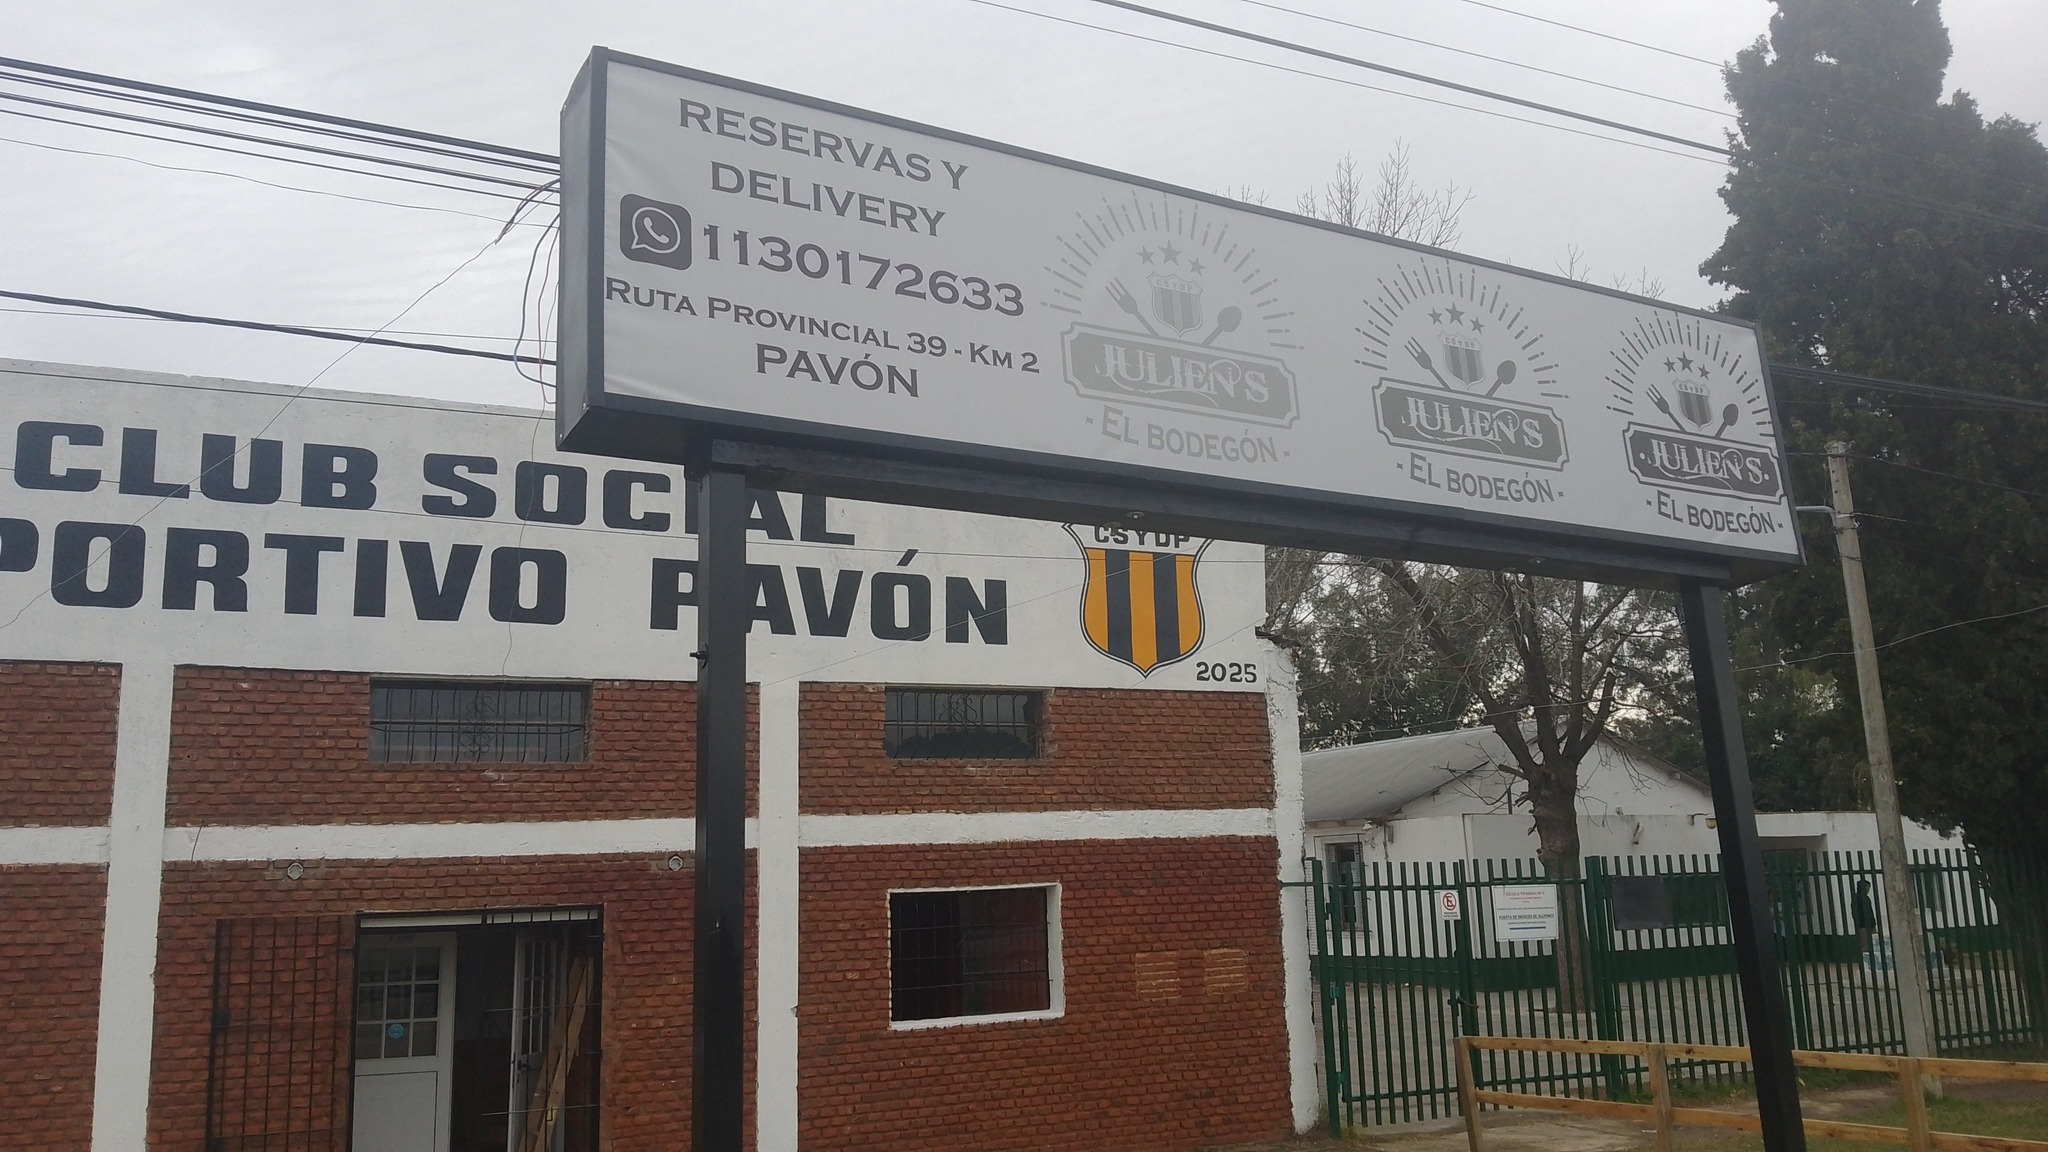 RESERVAS Y
DELIVERY
1130172633
RUTA PROVINCIAL 39 - KM 2
PAVÓN
CSYDP
JULIEN'S
- EL BODEGÓN -
CSYDP
JULIEN'S
- EL BODEGÓN -
CSYDP
JULIEN'S
- EL BODEGÓN -
CLUB SOCIAL
PORTIVO PAVÓN
CSYDP
2025
E